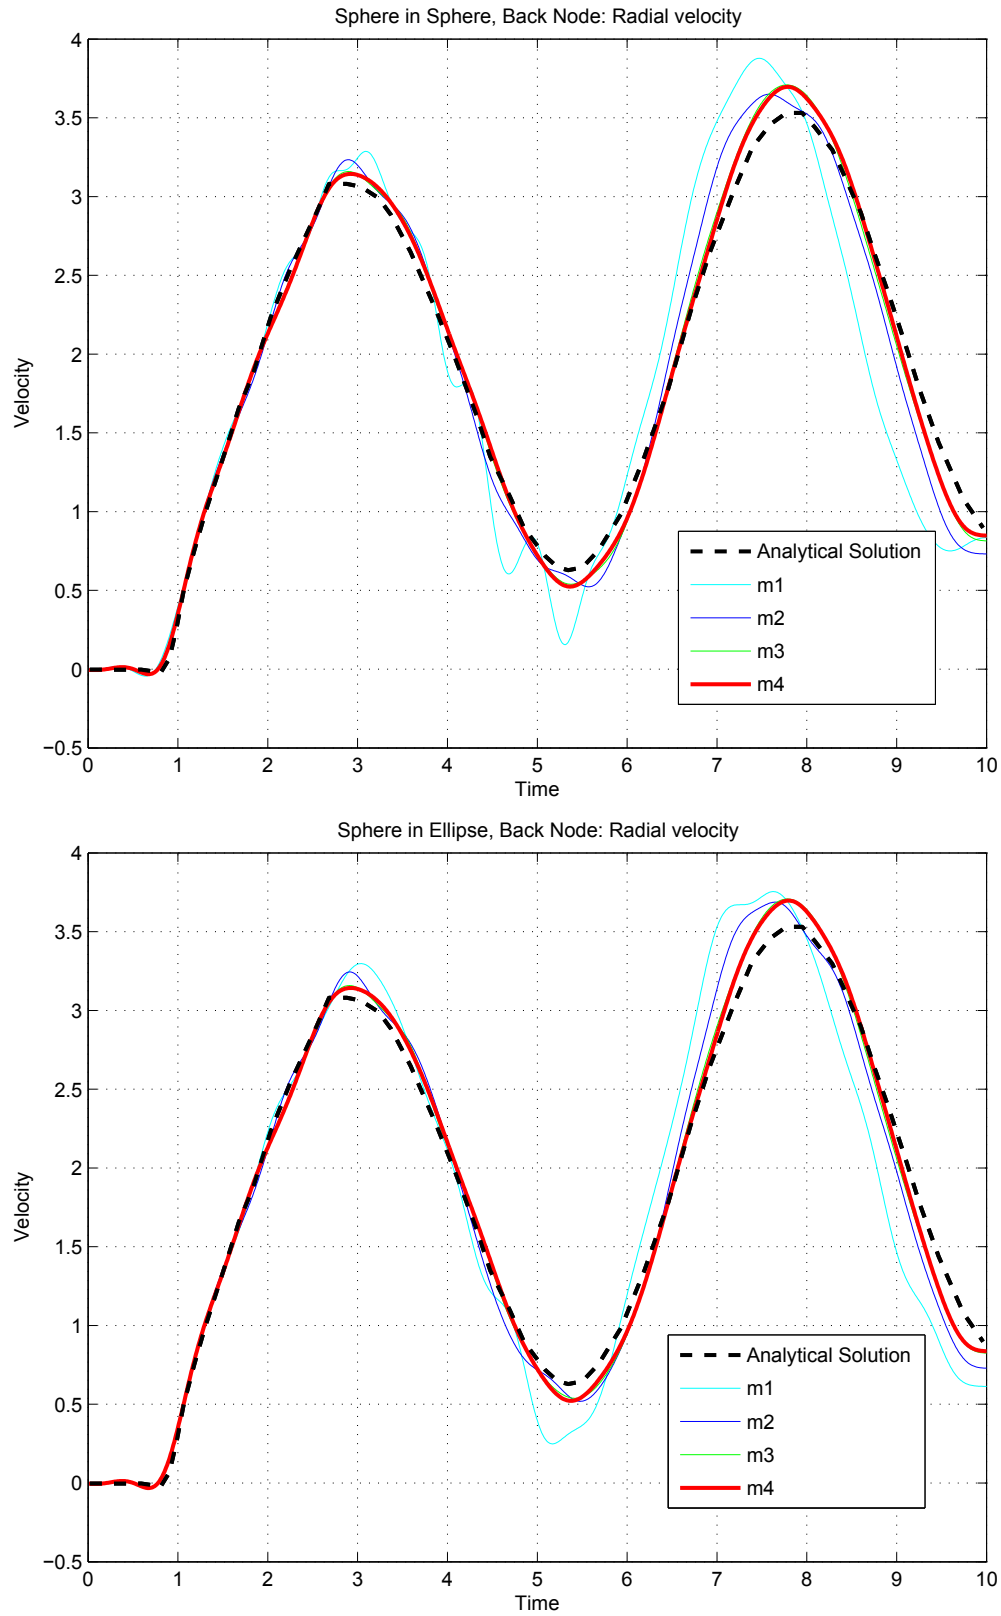 Sphere in Sphere, Back Node: Radial velocity
4
3.5
3
2.5
2
1.5
1
0.5
0
−0.5
Velocity
Analytical Solution
m1
m2
m3
m4
0 1 2 3 4 5 6 7 8 9 10
Time
Sphere in Ellipse, Back Node: Radial velocity
4
3.5
3
2.5
2
1.5
1
0.5
0
−0.5
Velocity
Analytical Solution
m1
m2
m3
m4
0 1 2 3 4 5 6 7 8 9 10
Time